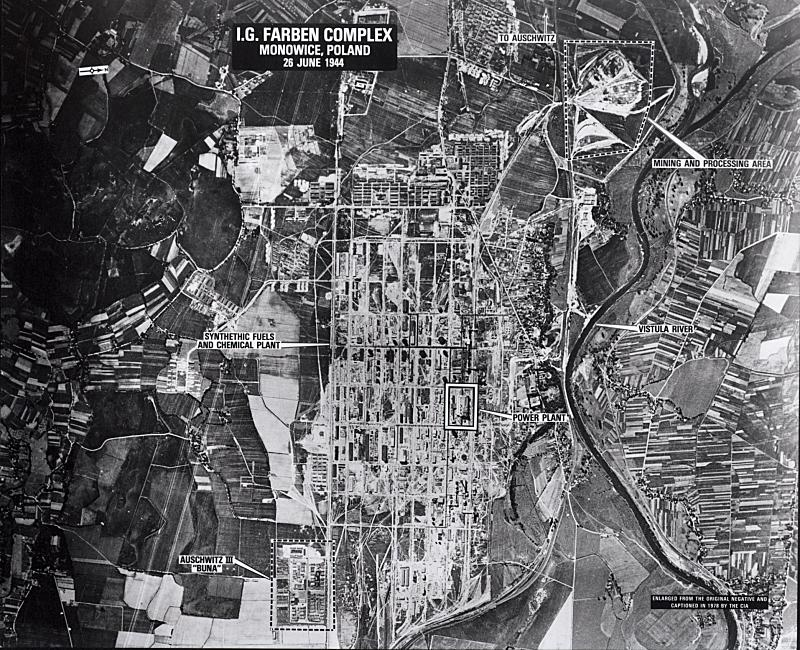 I.G. FARBEN COMPLEX
MONOWICE, POLAND
26 JUNE 1944
TO AUSCHWITZ
N
MINING AND PROCESSING AREA
VISTULA RIVER
SYNTHETHIC FUELS
AND CHEMICAL PLANT
POWER PLANT
AUSCHWITZ III
"BUNA"
ENLARGED FROM THE ORIGINAL NEGATIVE AND
CAPTIONED IN 1978 BY THE CIA